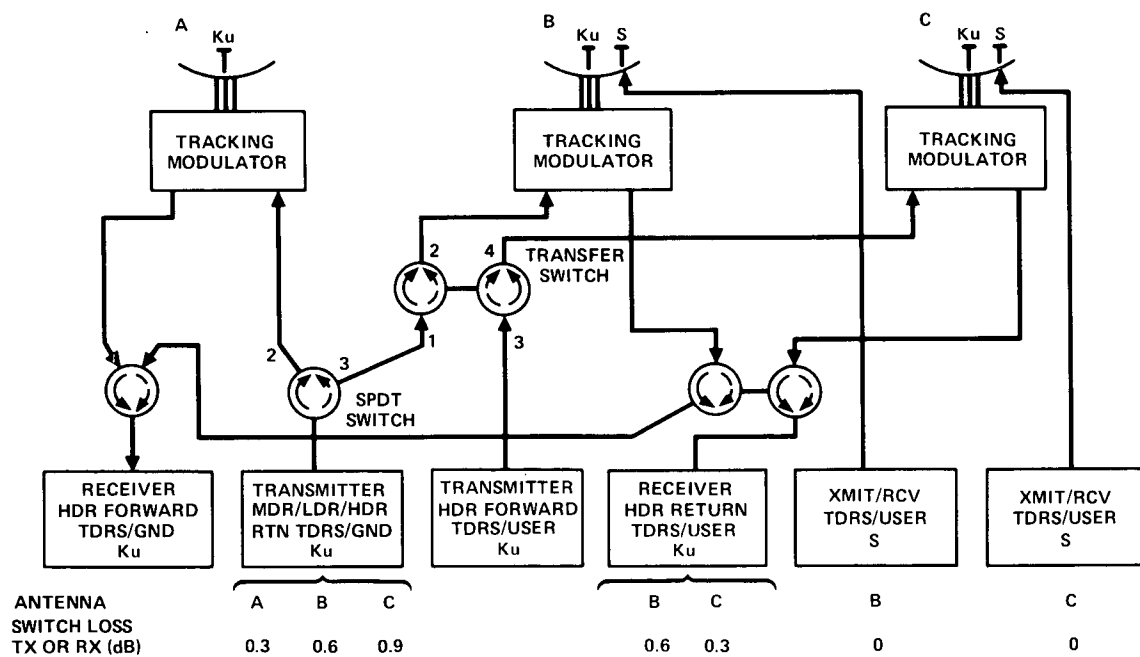 A
B
C
Ku
Ku S
Ku S
TRACKING
MODULATOR
TRACKING
MODULATOR
TRACKING
MODULATOR
2
4
TRANSFER
SWITCH
1
3
2
3
SPDT
SWITCH
RECEIVER
HDR FORWARD
TDRS/GND
Ku
TRANSMITTER
MDR/LDR/HDR
RTN TDRS/GND
Ku
TRANSMITTER
HDR FORWARD
TDRS/USER
Ku
RECEIVER
HDR RETURN
TDRS/USER
Ku
XMIT/RCV
TDRS/USER
S
XMIT/RCV
TDRS/USER
S
ANTENNA A B C B C B C
SWITCH LOSS
TX OR RX (dB) 0.3 0.6 0.9 0.6 0.3 0 0